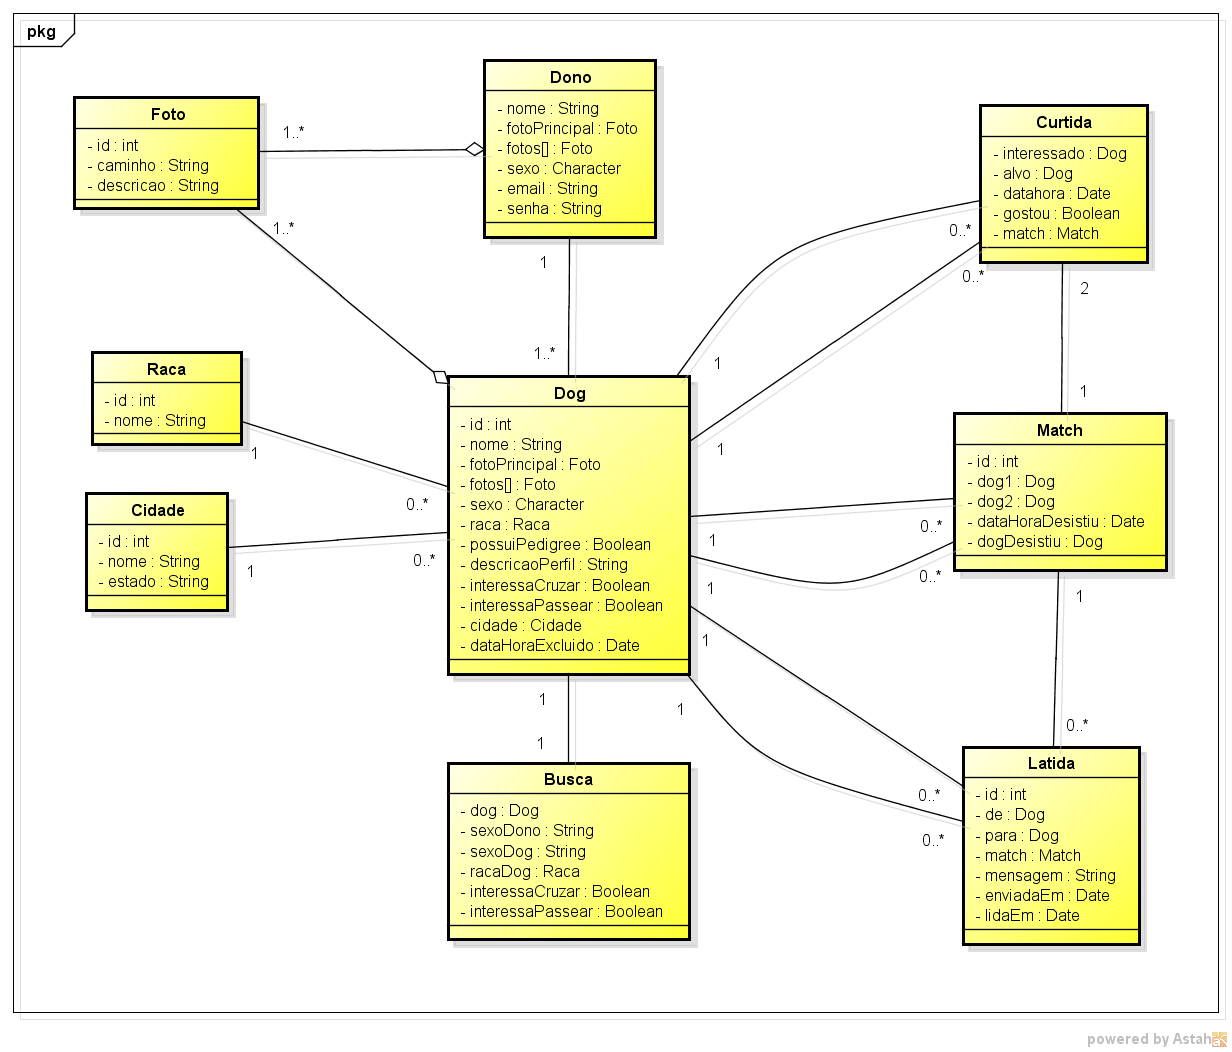 pkg
Foto
- id : int
- caminho : String
- descricao : String
1..*
1..*
Dono
- nome : String
- fotoPrincipal : Foto
- fotos[] : Foto
- sexo : Character
- email : String
- senha : String
1
1..*
Curtida
- interessado : Dog
- alvo : Dog
- datahora : Date
- gostou : Boolean
- match : Match
0..*
0..*
2
1
1
1
Raca
- id : int
- nome : String
1
0..*
Cidade
- id : int
- nome : String
- estado : String
1
0..*
Dog
- id : int
- nome : String
- fotoPrincipal : Foto
- fotos[] : Foto
- sexo : Character
- raca : Raca
- possuiPedigree : Boolean
- descricaoPerfil : String
- interessaCruzar : Boolean
- interessaPassear : Boolean
- cidade : Cidade
- dataHoraExcluido : Date
Match
- id : int
- dog1 : Dog
- dog2 : Dog
- dataHoraDesistiu : Date
- dogDesistiu : Dog
1
0..*
1
0..*
1
1
1
0..*
0..*
0..*
1
1
Busca
- dog : Dog
- sexoDono : String
- sexoDog : String
- racaDog : Raca
- interessaCruzar : Boolean
- interessaPassear : Boolean
Latida
- id : int
- de : Dog
- para : Dog
- match : Match
- mensagem : String
- enviadaEm : Date
- lidaEm : Date
powered by Astah